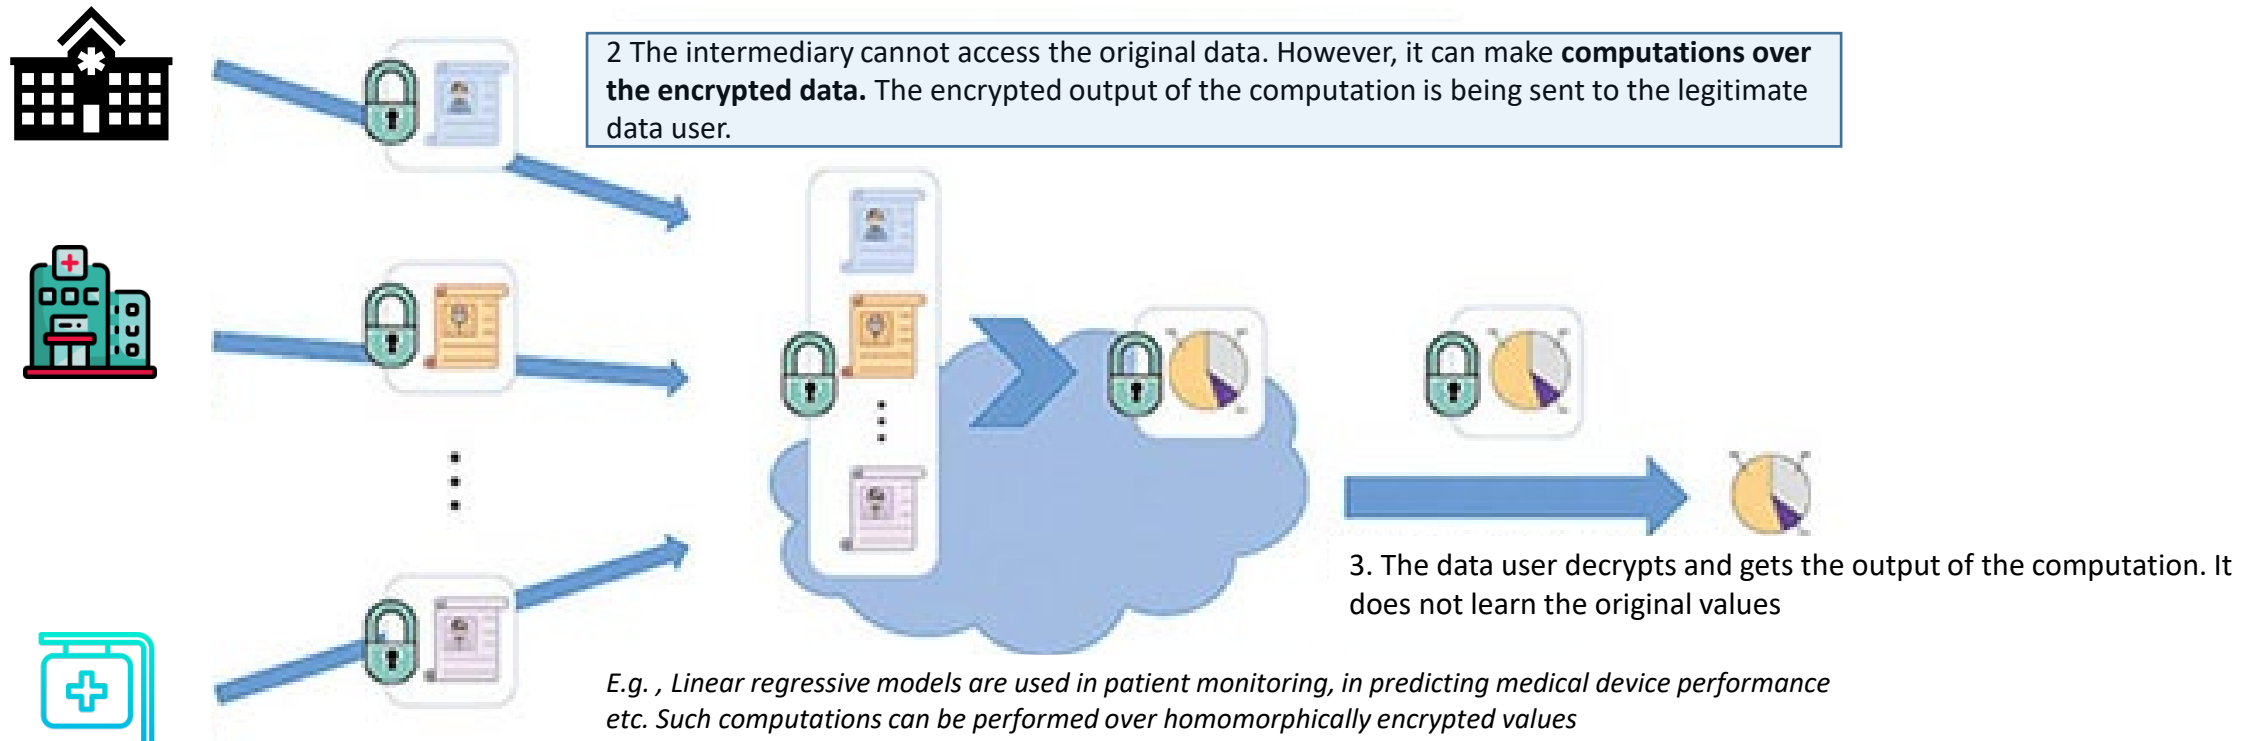 2 The intermediary cannot access the original data. However, it can make computations over
the encrypted data. The encrypted output of the computation is being sent to the legitimate
data user.
3. The data user decrypts and gets the output of the computation. It
does not learn the original values
E.g. , Linear regressive models are used in patient monitoring, in predicting medical device performance
etc. Such computations can be performed over homomorphically encrypted values